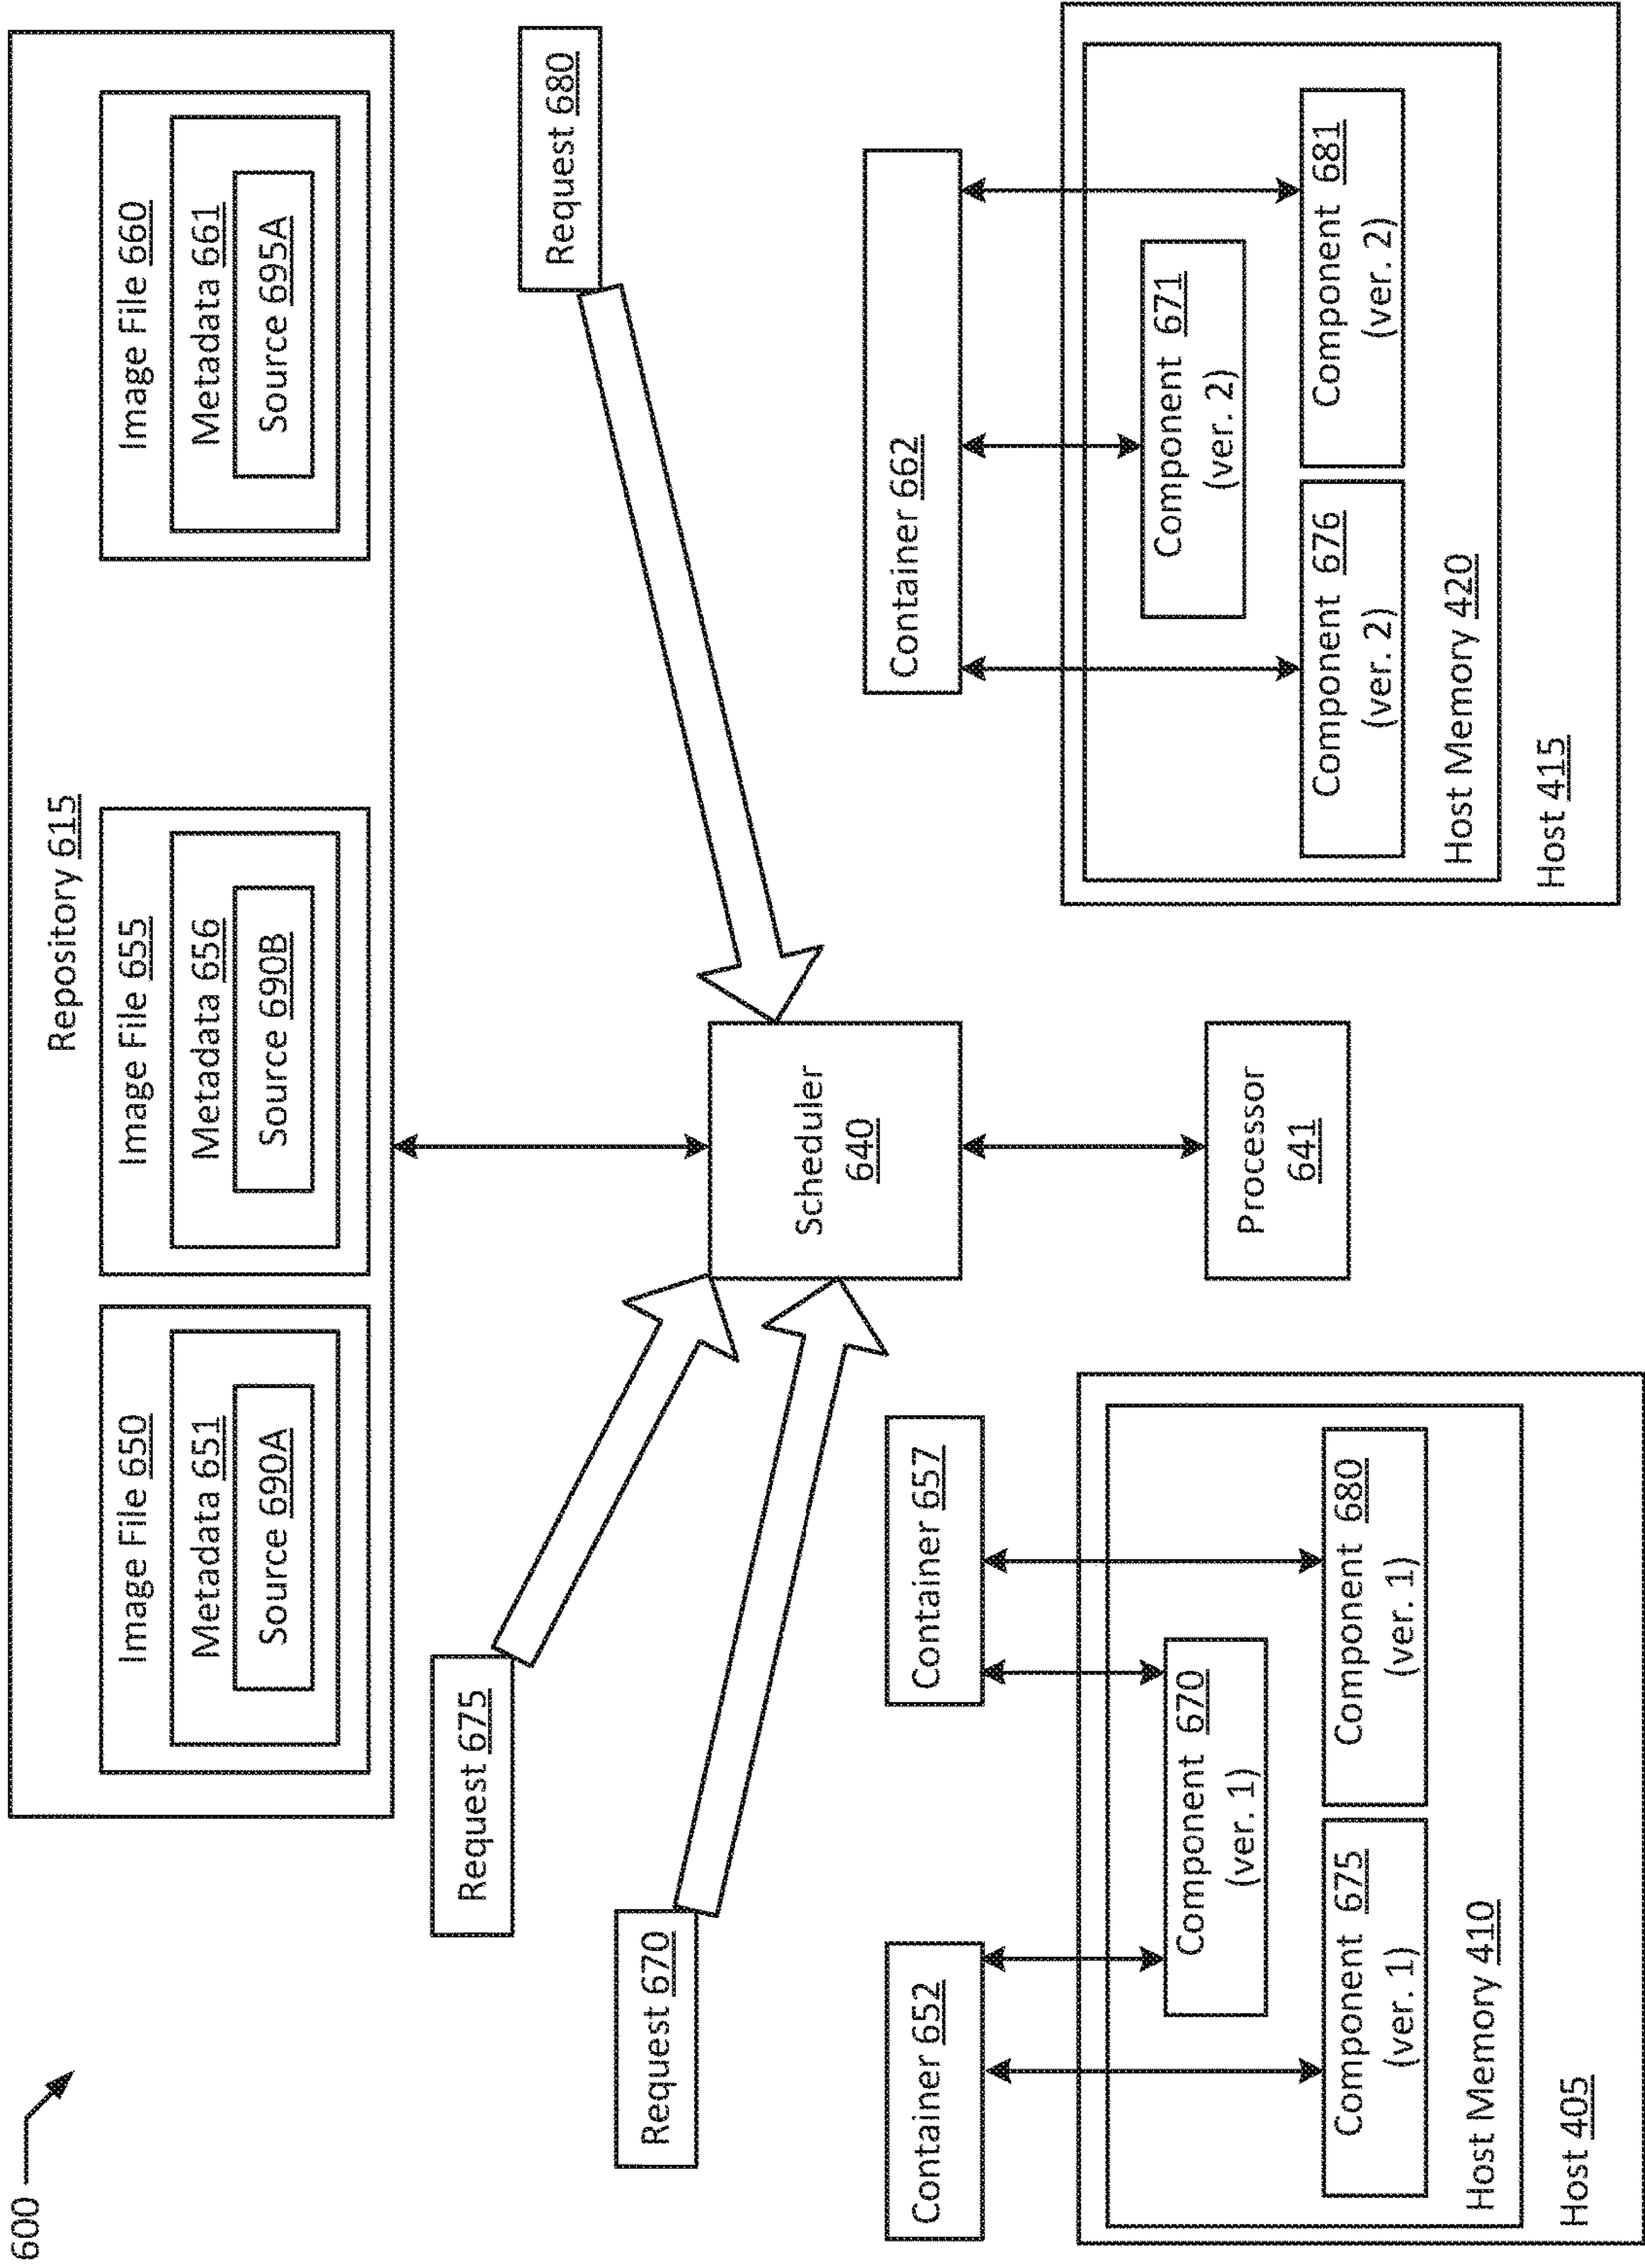 600
Repository 615
Image File 650
Metadata 651
Source 690A
Image File 655
Metadata 656
Source 690B
Image File 660
Metadata 661
Source 695A
Request 675
Request 670
Request 680
Scheduler
640
Processor
641
Container 652
Container 657
Component 670
(ver. 1)
Component 675
(ver. 1)
Component 680
(ver. 1)
Host Memory 410
Host 405
Container 662
Component 671
(ver. 2)
Component 676
(ver. 2)
Component 681
(ver. 2)
Host Memory 420
Host 415